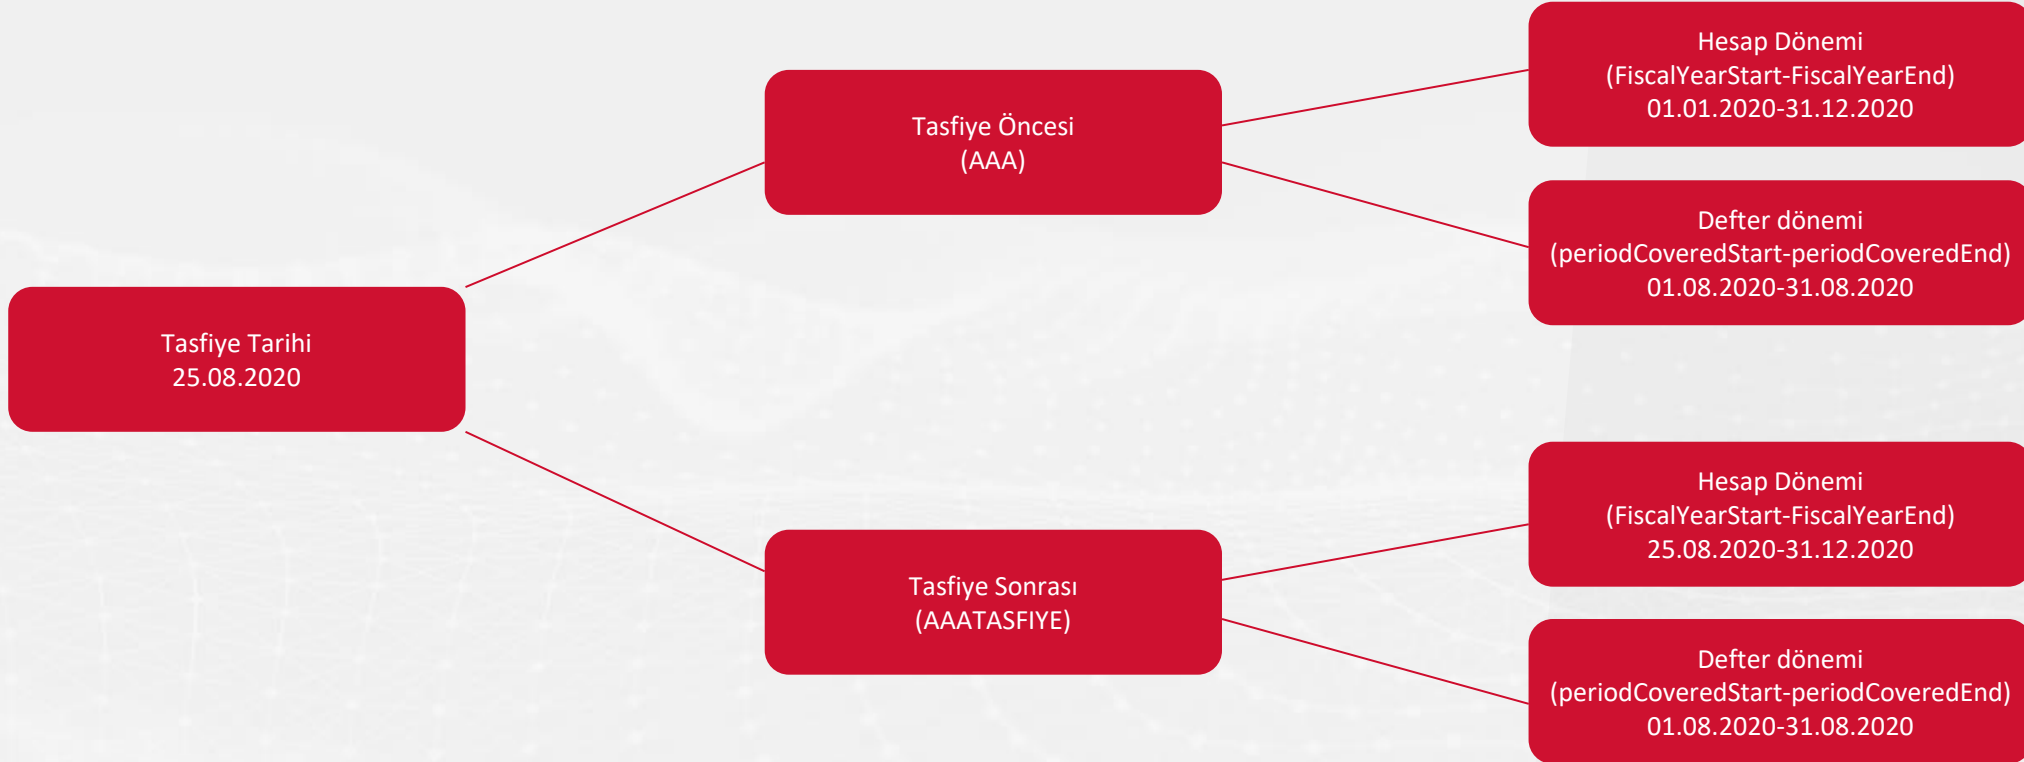 Tasfiye Tarihi
25.08.2020
Tasfiye Öncesi
(AAA)
Hesap Dönemi
(FiscalYearStart-FiscalYearEnd)
01.01.2020-31.12.2020
Defter dönemi
(periodCoveredStart-periodCoveredEnd)
01.08.2020-31.08.2020
Tasfiye Sonrası
(AAATASFIYE)
Hesap Dönemi
(FiscalYearStart-FiscalYearEnd)
25.08.2020-31.12.2020
Defter dönemi
(periodCoveredStart-periodCoveredEnd)
01.08.2020-31.08.2020